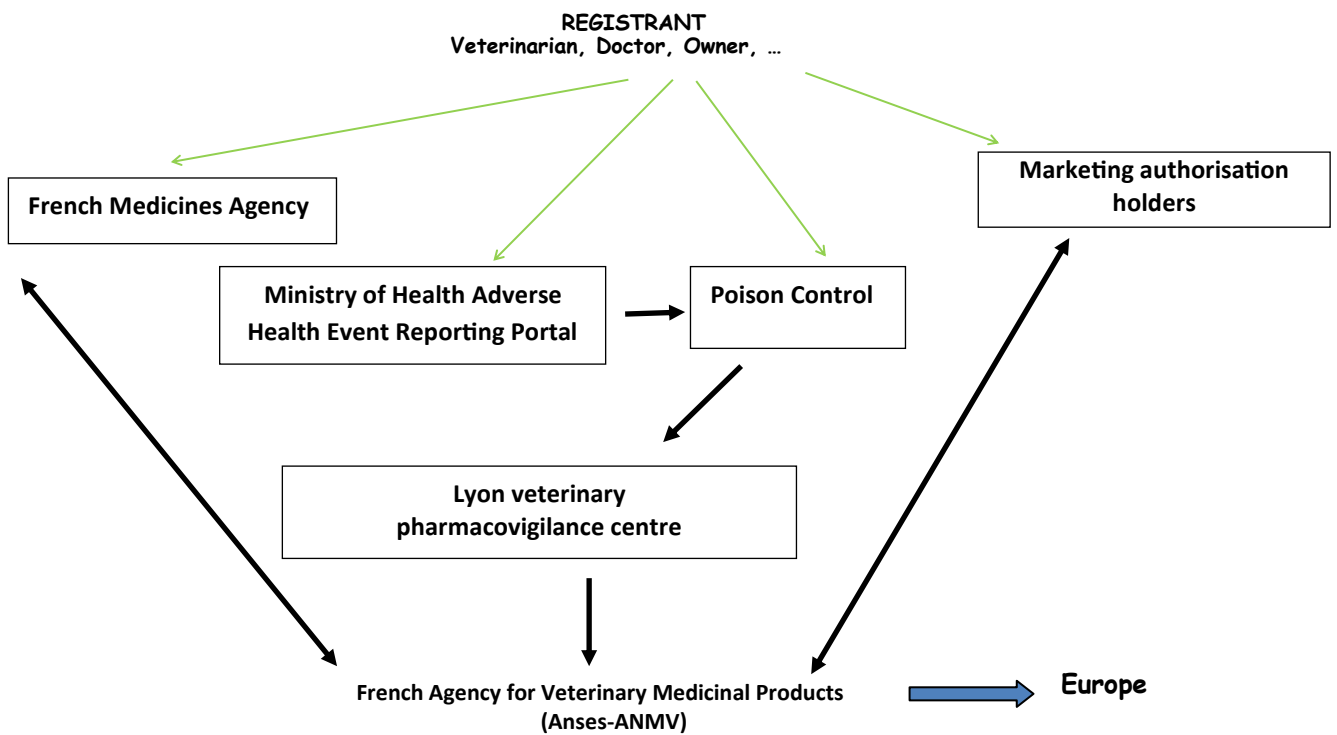 REGISTRANT
Veterinarian, Doctor, Owner, …
French Medicines Agency
Marketing authorisation
holders
Ministry of Health Adverse
Health Event Reporting Portal
Poison Control
Lyon veterinary
pharmacovigilance centre
French Agency for Veterinary Medicinal Products
(Anses-ANMV)
Europe